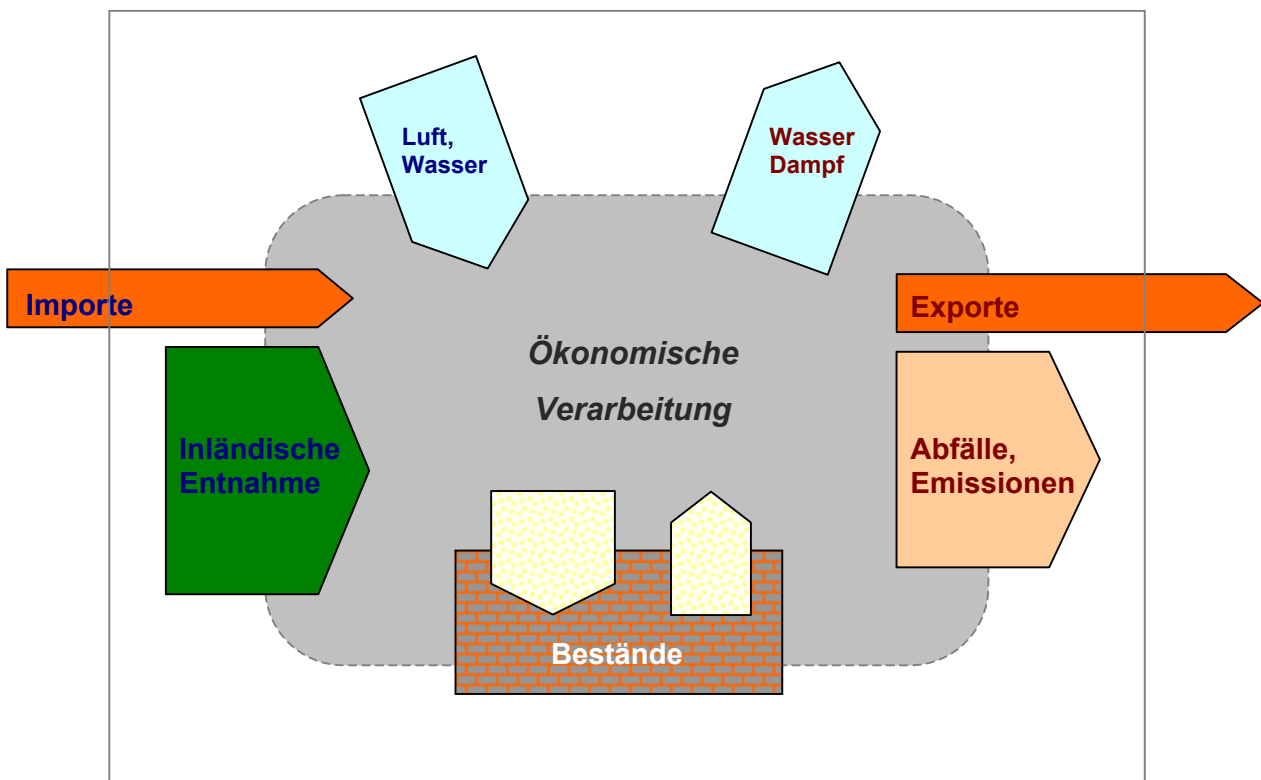 Luft,
Wasser
Wasser
Dampf
Importe
Exporte
Ökonomische
Verarbeitung
Inländische
Entnahme
Abfälle,
Emissionen
Bestände